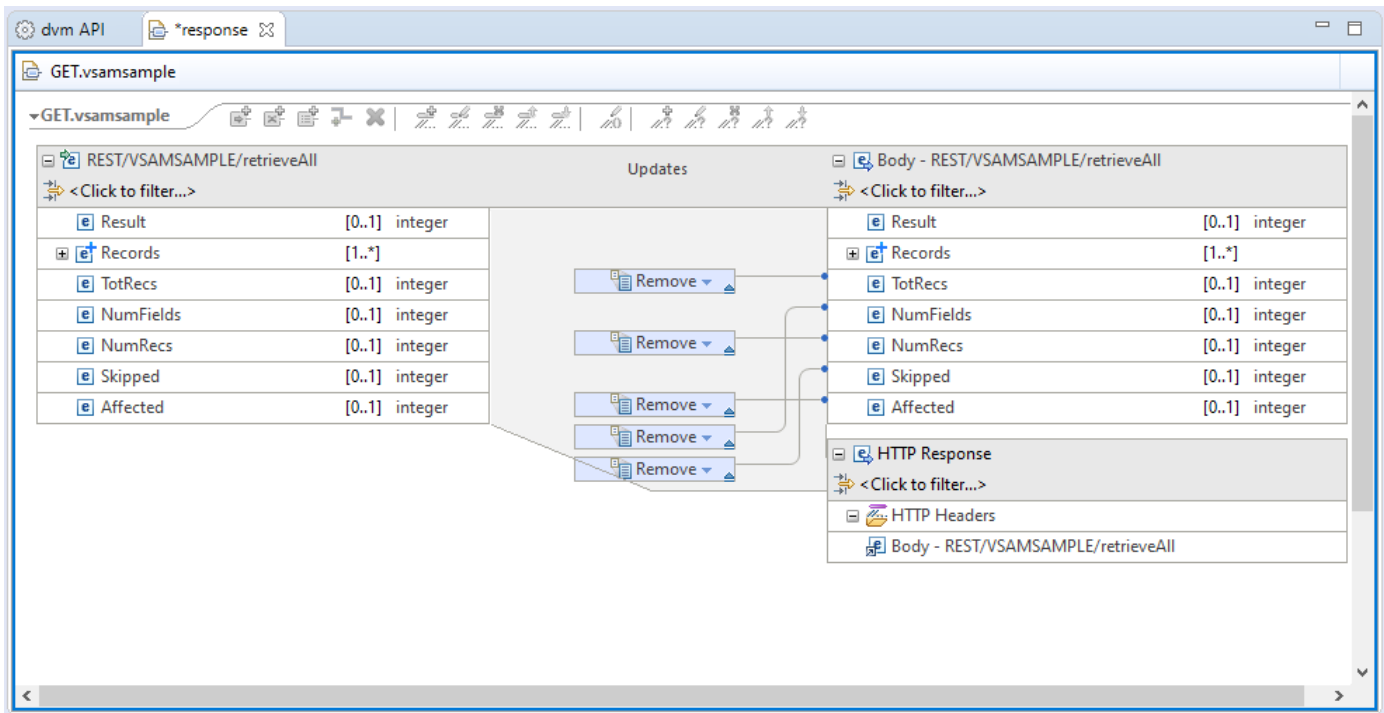 dvm API
*response
GET.vsamsample
GET.vsamsample
REST/VSAMSAMPLE/retrieveAll
<Click to filter...>
Result [0..1] integer
Records [1..*]
TotRecs [0..1] integer
NumFields [0..1] integer
NumRecs [0..1] integer
Skipped [0..1] integer
Affected [0..1] integer
Updates
Remove
Remove
Remove
Remove
Remove
Body - REST/VSAMSAMPLE/retrieveAll
<Click to filter...>
Result [0..1] integer
Records [1..*]
TotRecs [0..1] integer
NumFields [0..1] integer
NumRecs [0..1] integer
Skipped [0..1] integer
Affected [0..1] integer
HTTP Response
<Click to filter...>
HTTP Headers
Body - REST/VSAMSAMPLE/retrieveAll